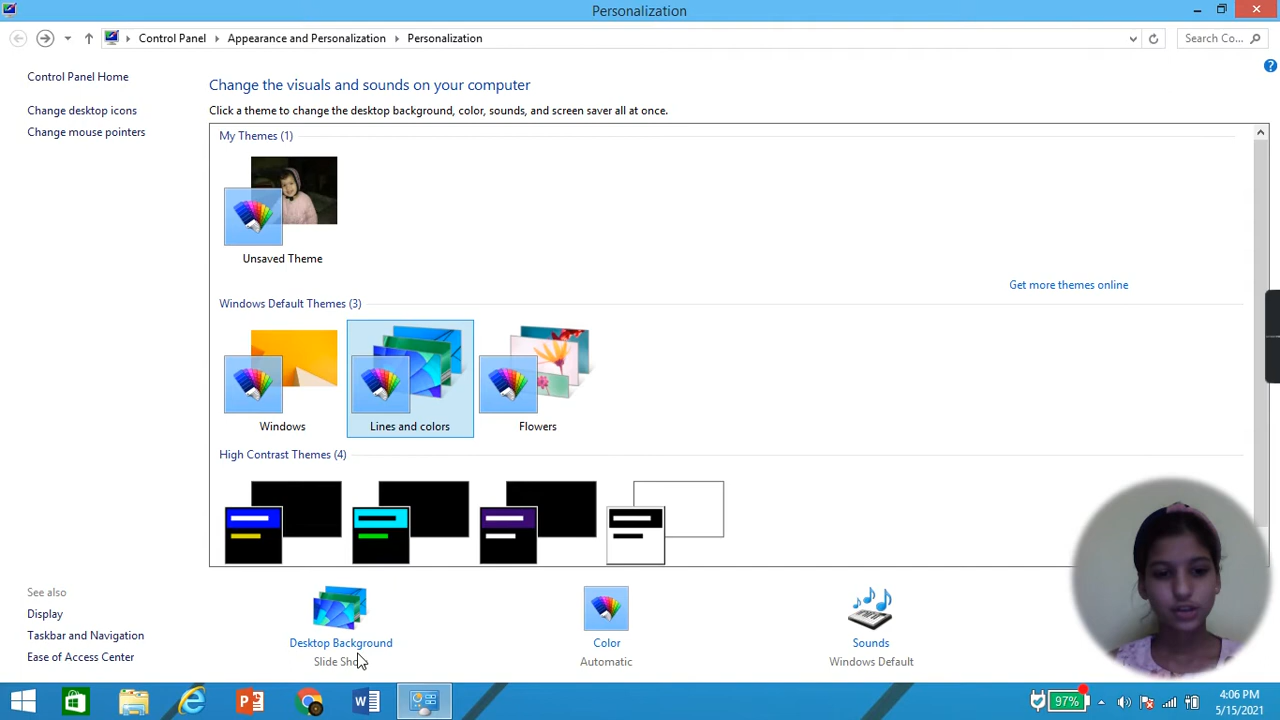 Personalization
Control Panel
Appearance and Personalization
Personalization
Search Co...
Control Panel Home
Change desktop icons
Change mouse pointers
Change the visuals and sounds on your computer
Click a theme to change the desktop background, color, sounds, and screen saver all at once.
My Themes (1)
Unsaved Theme
Get more themes online
Windows Default Themes (3)
Windows
Lines and colors
Flowers
High Contrast Themes (4)
See also
Display
Taskbar and Navigation
Ease of Access Center
Desktop Background
Slide Show
Color
Automatic
Sounds
Windows Default
97%
4:06 PM
5/15/2021